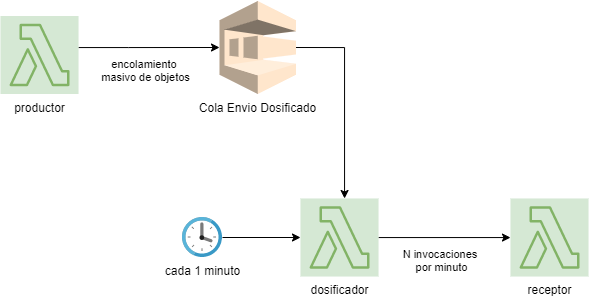 encolamiento
masivo de objetos
productor
Cola Envio Dosificado
cada 1 minuto
N invocaciones
por minuto
dosificador
receptor